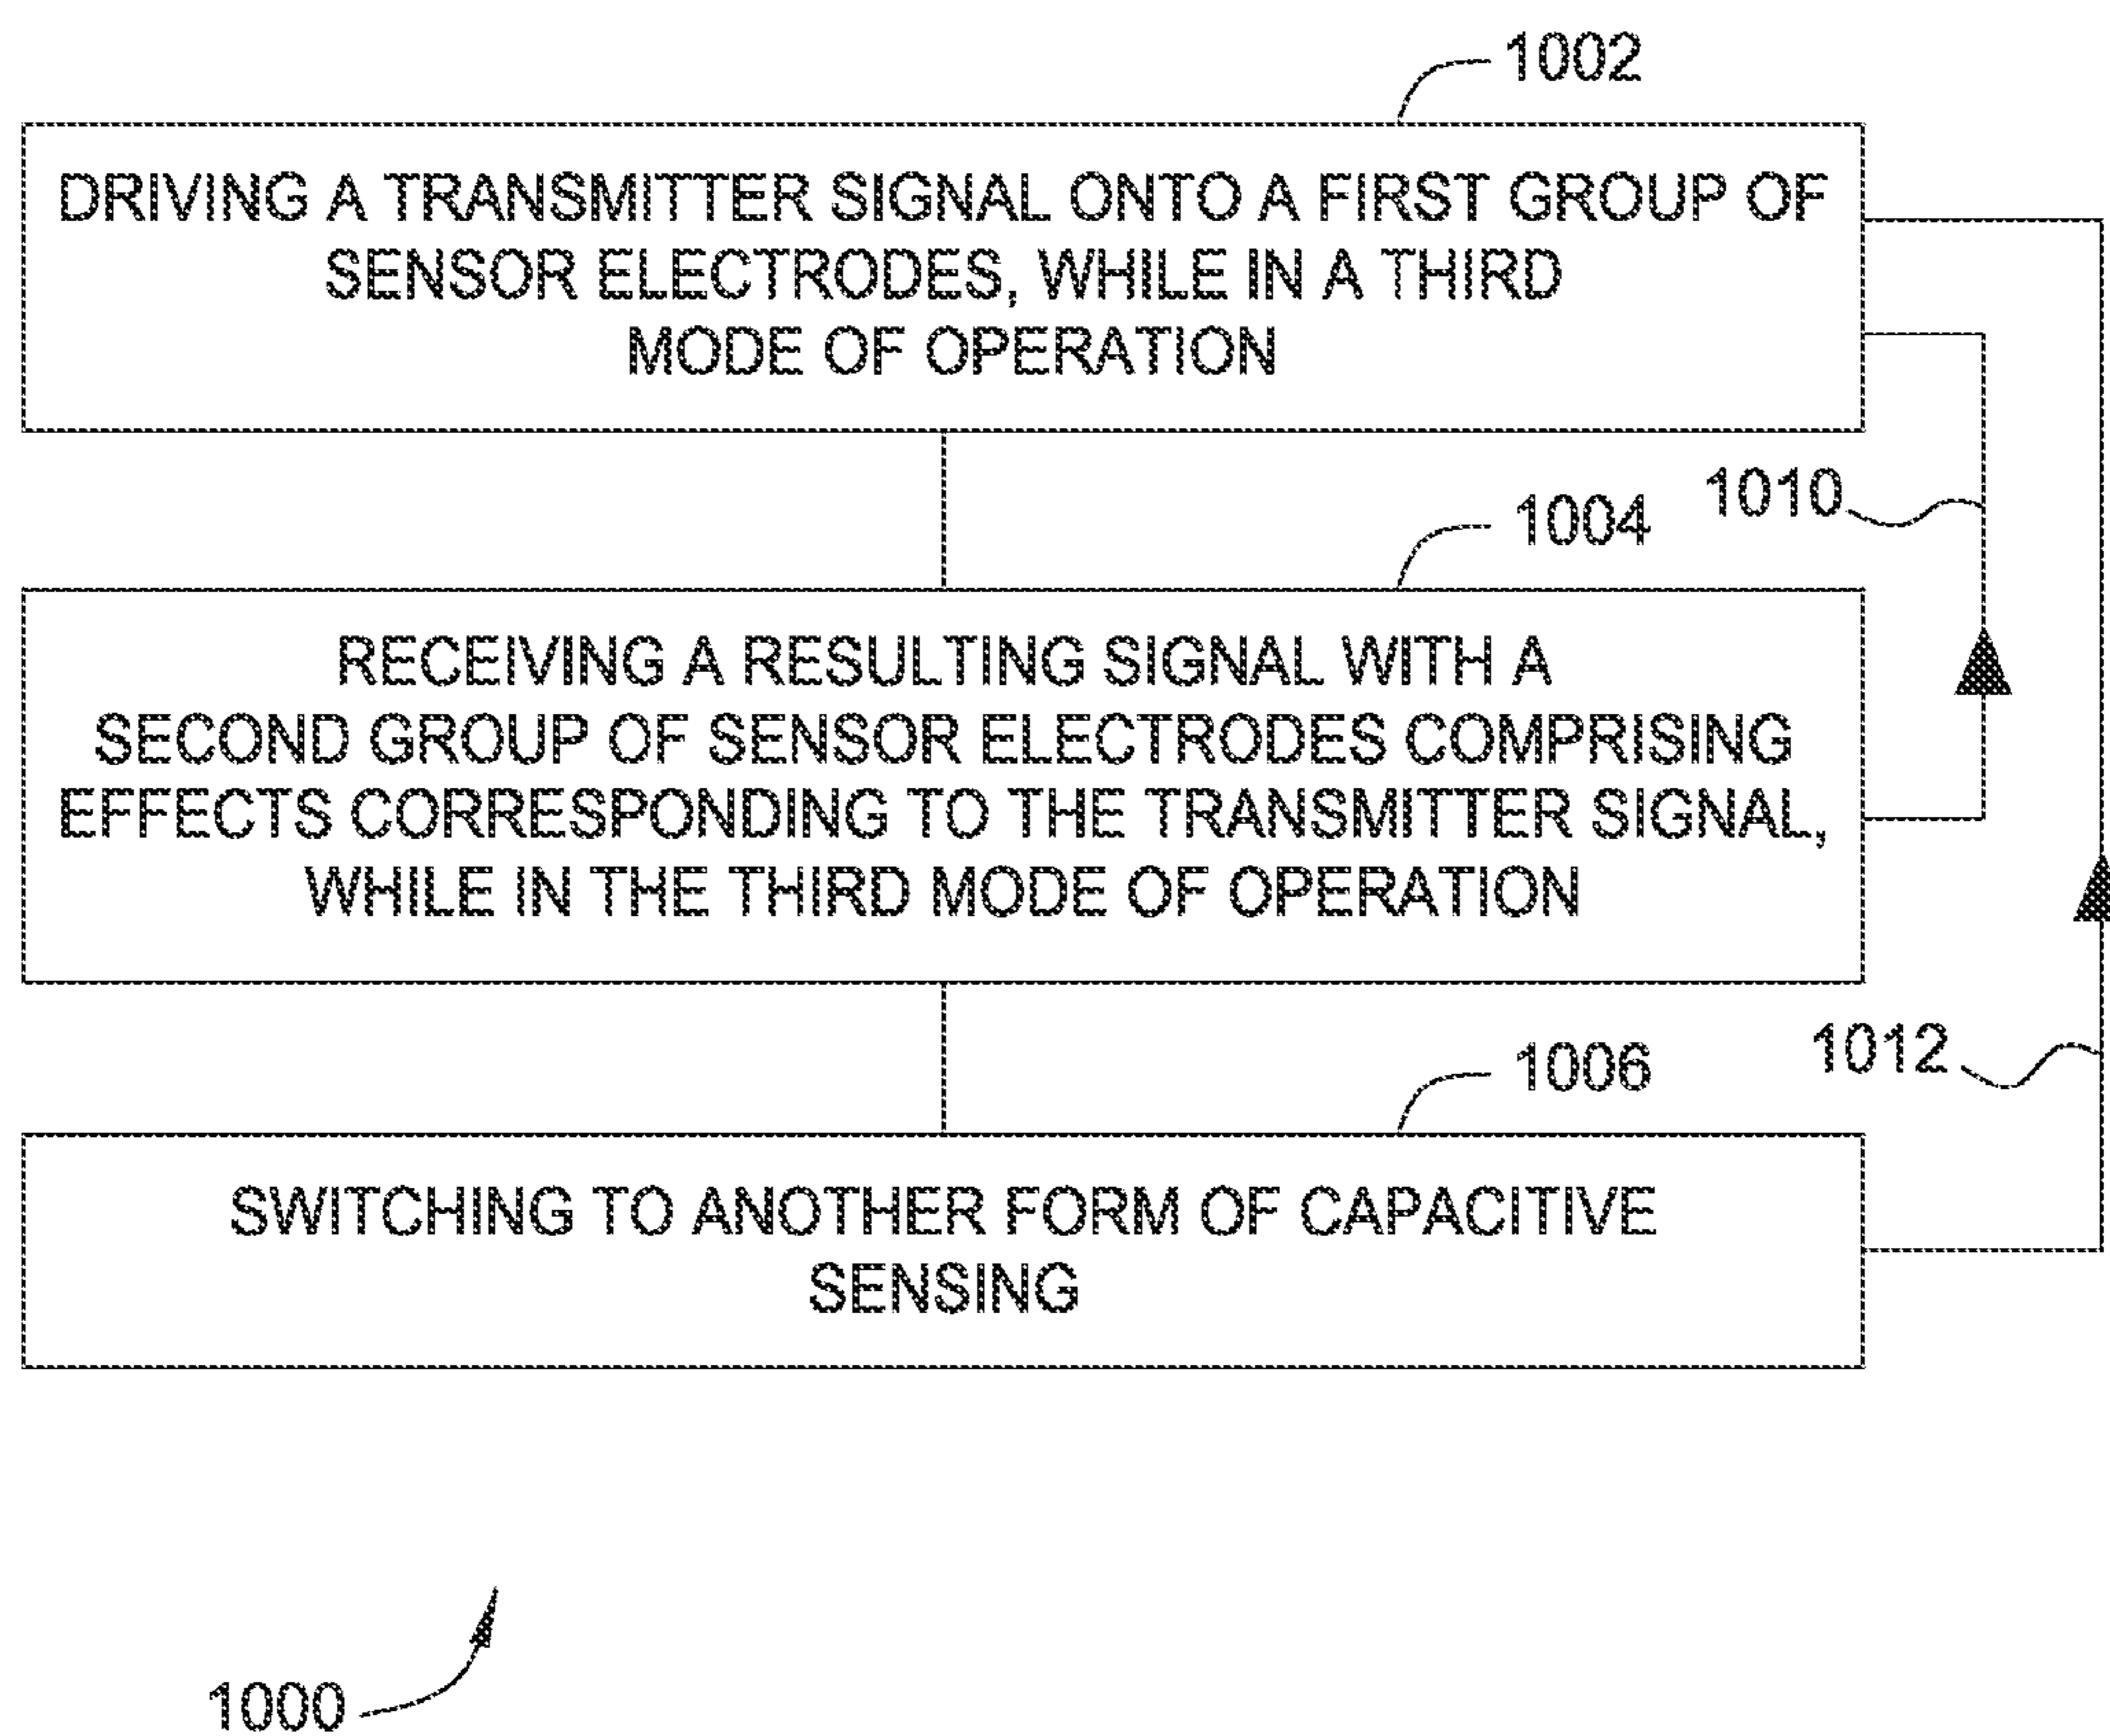 1002
DRIVING A TRANSMITTER SIGNAL ONTO A FIRST GROUP OF
SENSOR ELECTRODES, WHILE IN A THIRD
MODE OF OPERATION
1010
1004
RECEIVING A RESULTING SIGNAL WITH A
SECOND GROUP OF SENSOR ELECTRODES COMPRISING
EFFECTS CORRESPONDING TO THE TRANSMITTER SIGNAL,
WHILE IN THE THIRD MODE OF OPERATION
1012
1006
SWITCHING TO ANOTHER FORM OF CAPACITIVE
SENSING
1000